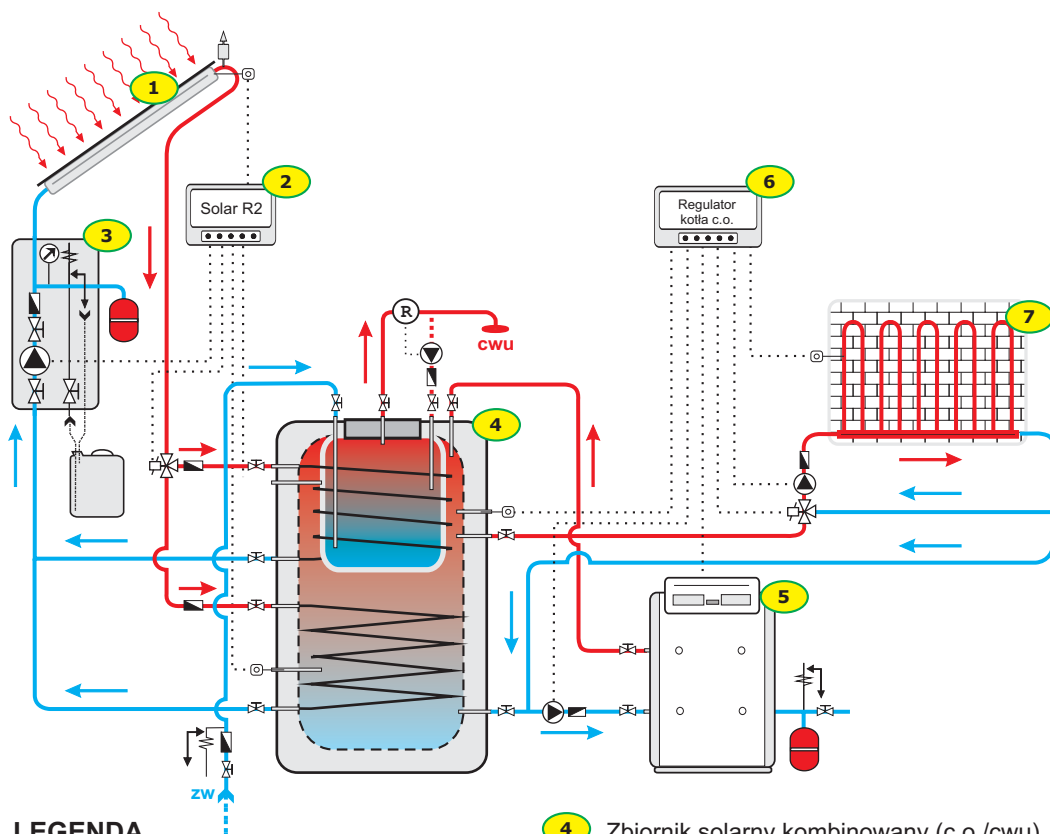 1
2
Solar R2
6
Regulator
kotła c.o.
3
7
R
cwu
4
5
zw
LEGENDA
4 Zbiornik solarny kombinowany (c.o./cwu)